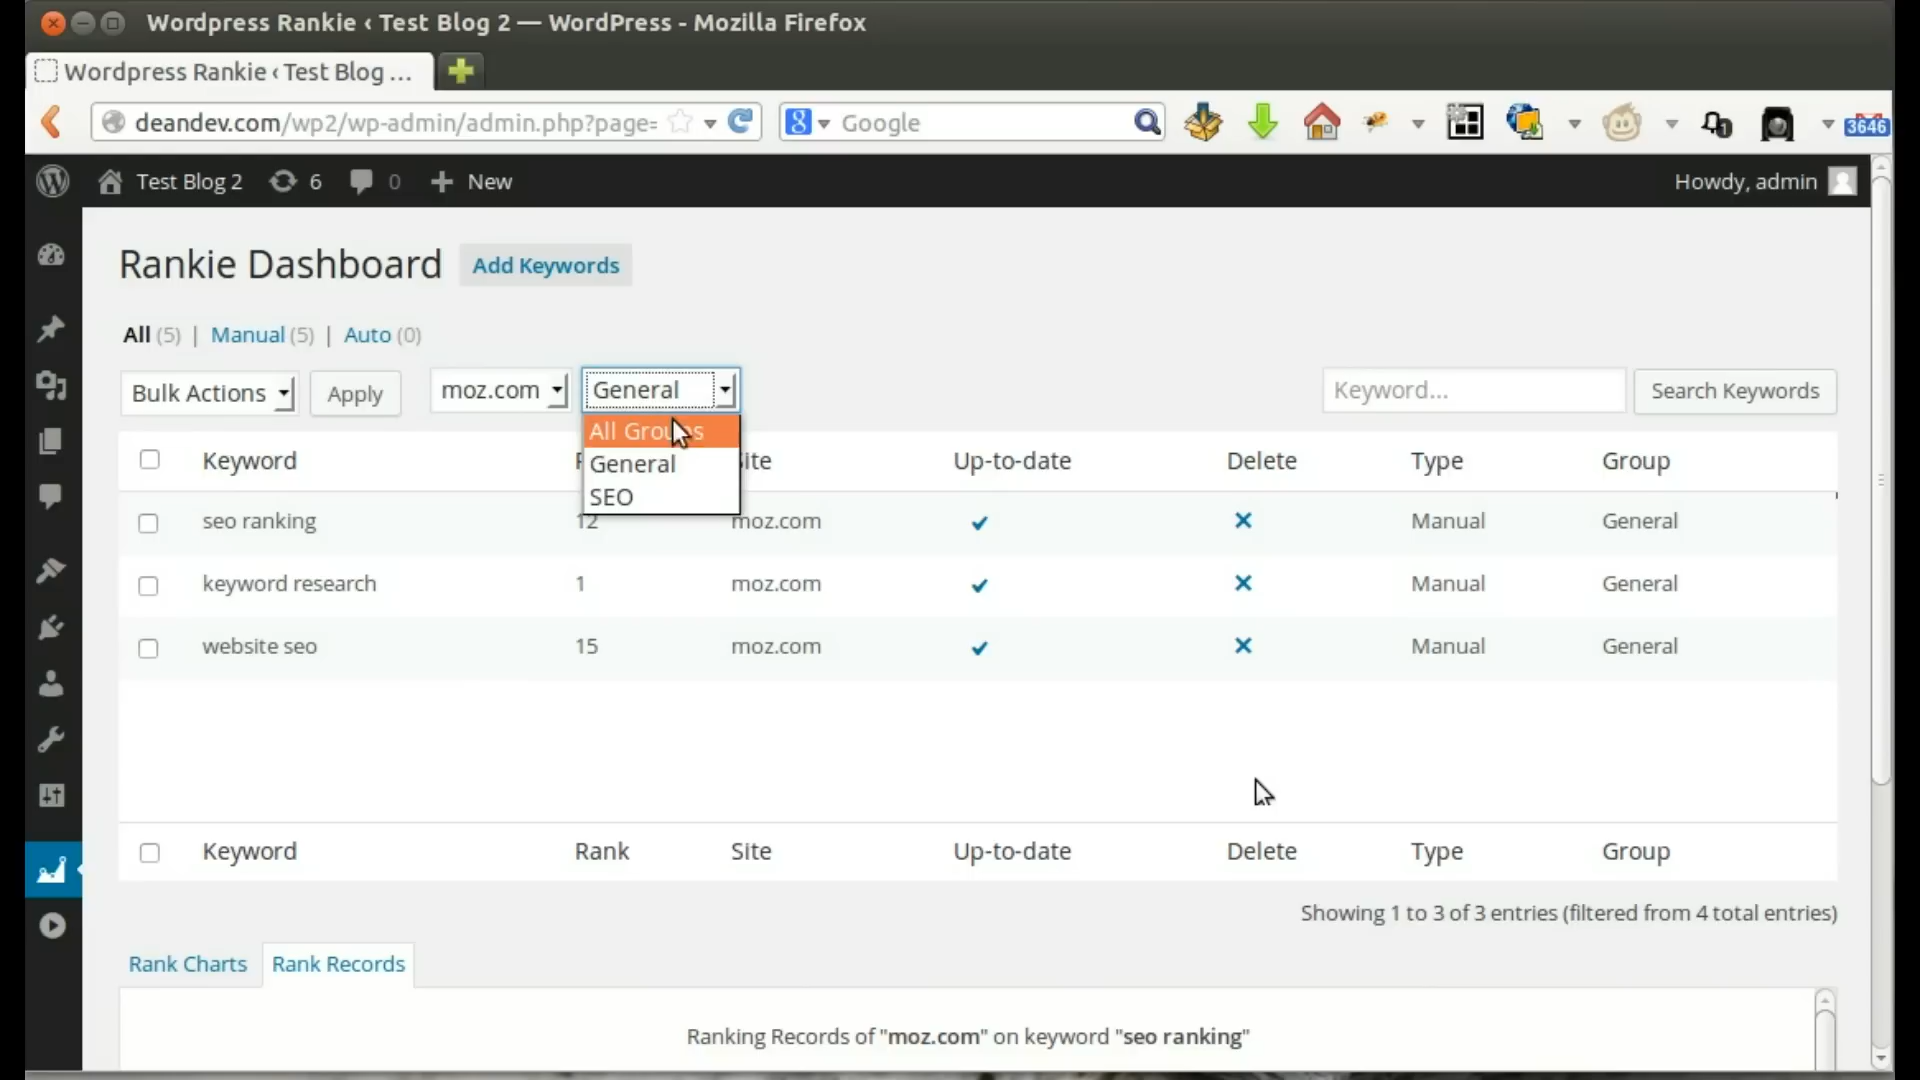 Wordpress Rankie ‹ Test Blog 2 — WordPress - Mozilla Firefox
Wordpress Rankie ‹ Test Blog ...
deandev.com/wp2/wp-admin/admin.php?page=
Google
3646
Test Blog 2 6 0 New Howdy, admin
Rankie Dashboard Add Keywords
All (5) | Manual (5) | Auto (0)
Bulk Actions Apply moz.com General Keyword... Search Keywords
All Groups
General
SEO
Keyword Up-to-date Delete Type Group
seo ranking 12 moz.com Manual General
keyword research 1 moz.com Manual General
website seo 15 moz.com Manual General
Keyword Rank Site Up-to-date Delete Type Group
Showing 1 to 3 of 3 entries (filtered from 4 total entries)
Rank Charts Rank Records
Ranking Records of "moz.com" on keyword "seo ranking"